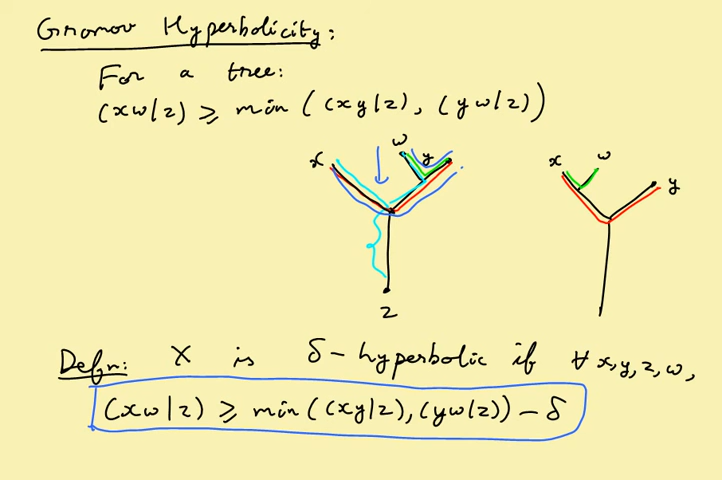 Gromov Hyperbolicity:
For a tree:
(xw|z) ⩾ min ((xy|z), (yw|z))
x w y x w y
z
Defn: X is δ-hyperbolic if ∀ x,y,z,w,
(xw|z) ⩾ min((xy|z),(yw|z)) - δ